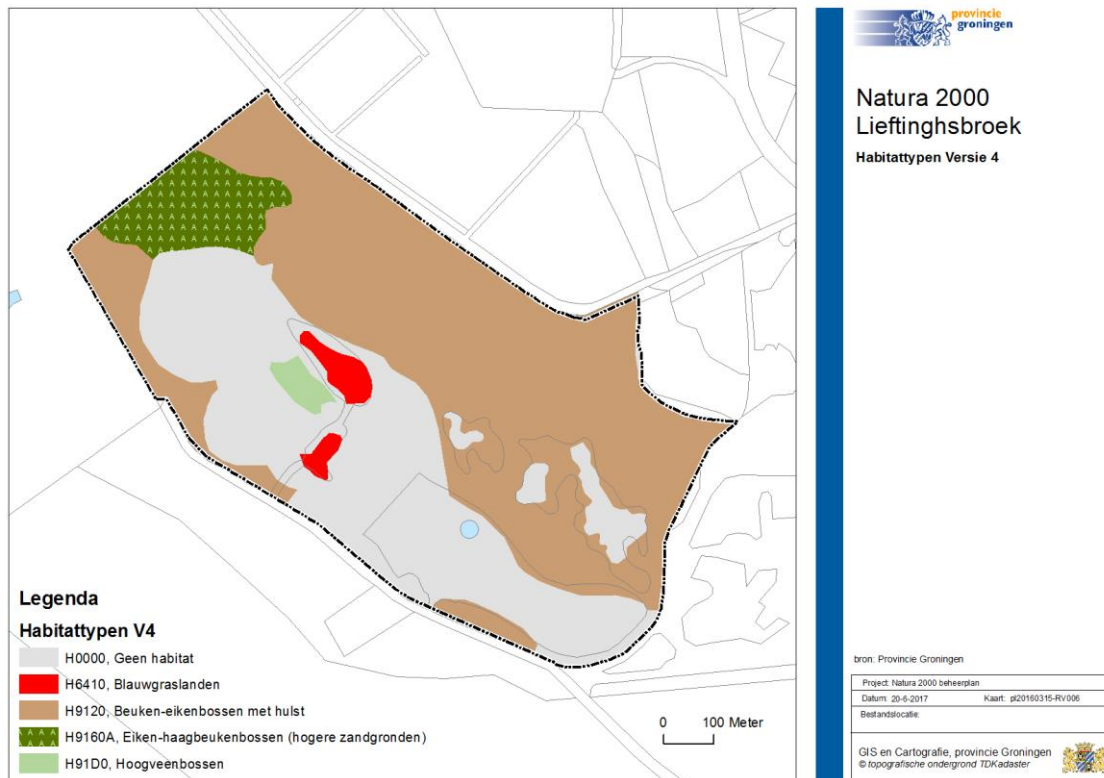 provincie
groningen
Natura 2000
Lieftinghsbroek
Habitattypen Versie 4
Legenda
Habitattypen V4
H0000, Geen habitat
H6410, Blauwgraslanden
H9120, Beuken-eikenbossen met hulst
H9160A, Eiken-haagbeukenbossen (hogere zandgronden)
H91D0, Hoogveenbossen
0 100 Meter
bron: Provincie Groningen
Project: Natura 2000 beheerplan
Datum: 20-6-2017 Kaart: pl20160315-RV006
Bestandslocatie:
GIS en Cartografie, provincie Groningen
© topografische ondergrond TDKadaster